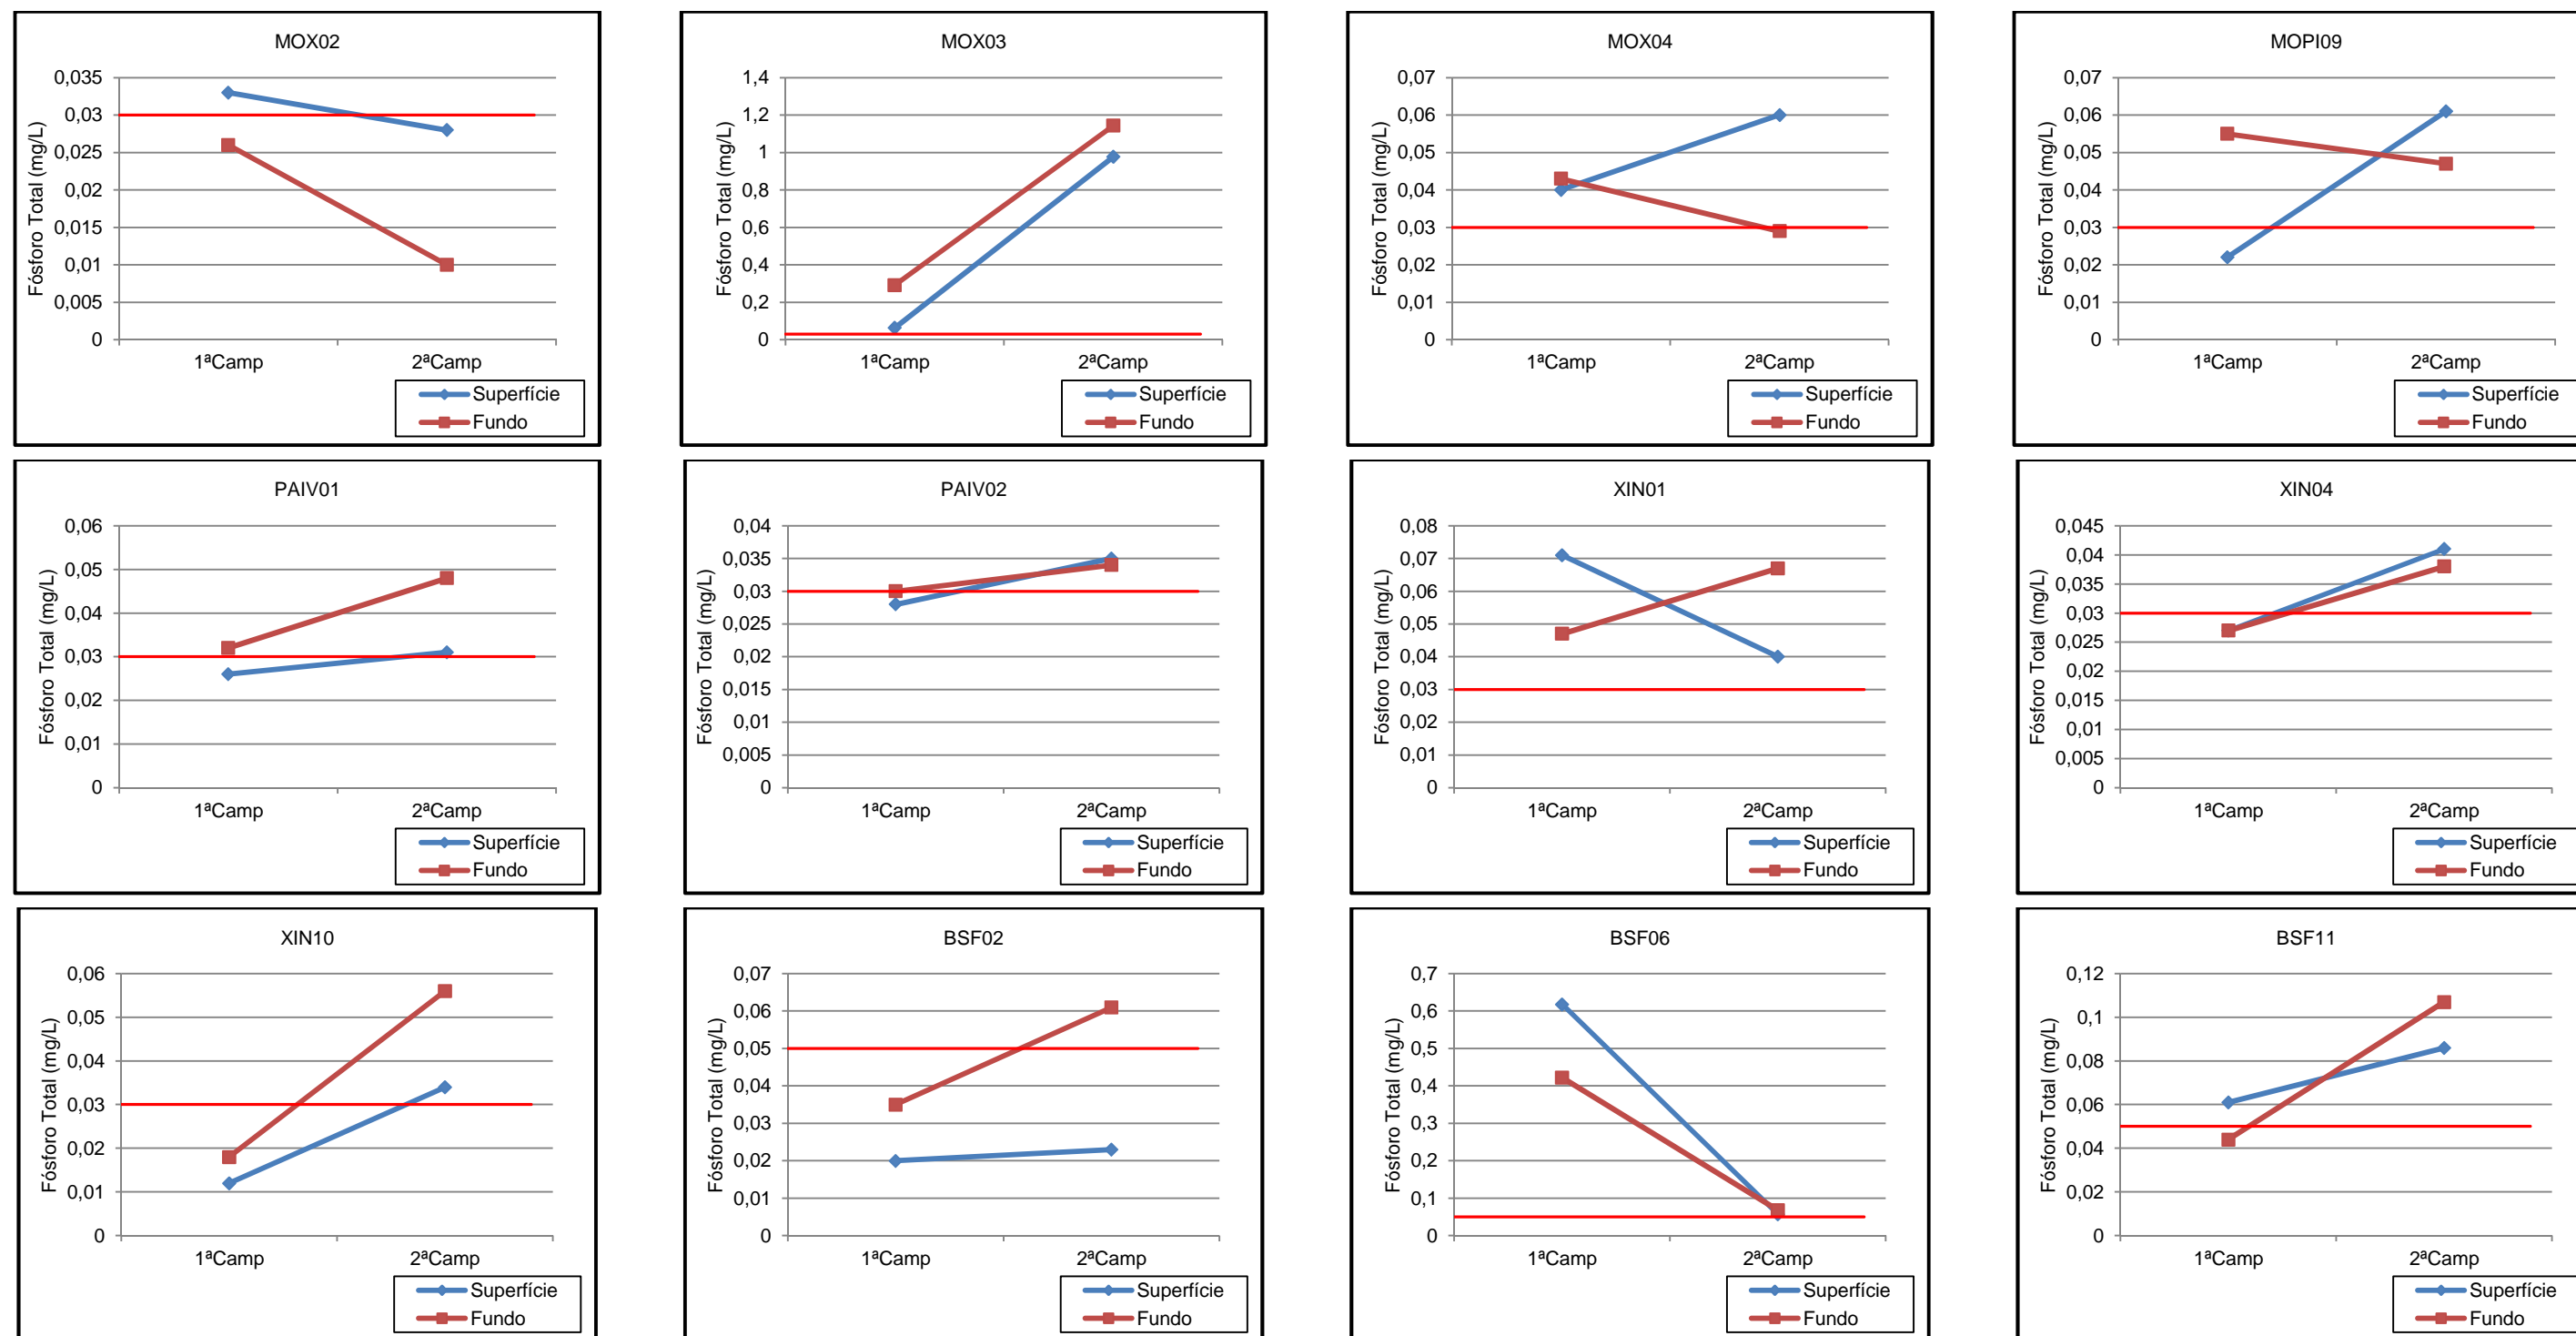 MOX02
Fósforo Total (mg/L)
0,035
0,03
0,025
0,02
0,015
0,01
0,005
0
1ªCamp
2ªCamp
Superfície
Fundo
MOX03
Fósforo Total (mg/L)
1,4
1,2
1
0,8
0,6
0,4
0,2
0
1ªCamp
2ªCamp
Superfície
Fundo
MOX04
Fósforo Total (mg/L)
0,07
0,06
0,05
0,04
0,03
0,02
0,01
0
1ªCamp
2ªCamp
Superfície
Fundo
MOPI09
Fósforo Total (mg/L)
0,07
0,06
0,05
0,04
0,03
0,02
0,01
0
1ªCamp
2ªCamp
Superfície
Fundo
PAIV01
Fósforo Total (mg/L)
0,06
0,05
0,04
0,03
0,02
0,01
0
1ªCamp
2ªCamp
Superfície
Fundo
PAIV02
Fósforo Total (mg/L)
0,04
0,035
0,03
0,025
0,02
0,015
0,01
0,005
0
1ªCamp
2ªCamp
Superfície
Fundo
XIN01
Fósforo Total (mg/L)
0,08
0,07
0,06
0,05
0,04
0,03
0,02
0,01
0
1ªCamp
2ªCamp
Superfície
Fundo
XIN04
Fósforo Total (mg/L)
0,045
0,04
0,035
0,03
0,025
0,02
0,015
0,01
0,005
0
1ªCamp
2ªCamp
Superfície
Fundo
XIN10
Fósforo Total (mg/L)
0,06
0,05
0,04
0,03
0,02
0,01
0
1ªCamp
2ªCamp
Superfície
Fundo
BSF02
Fósforo Total (mg/L)
0,07
0,06
0,05
0,04
0,03
0,02
0,01
0
1ªCamp
2ªCamp
Superfície
Fundo
BSF06
Fósforo Total (mg/L)
0,7
0,6
0,5
0,4
0,3
0,2
0,1
0
1ªCamp
2ªCamp
Superfície
Fundo
BSF11
Fósforo Total (mg/L)
0,12
0,1
0,08
0,06
0,04
0,02
0
1ªCamp
2ªCamp
Superfície
Fundo